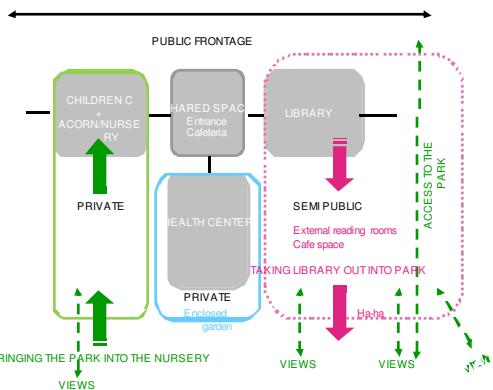 PUBLIC FRONTAGE
CHILDREN C
+
ACORN/NURSE
RY
HARED SPAC
Entrance
Cafeteria
LIBRARY
ACCESS TO THE
PARK
PRIVATE
HEALTH CENTER
SEMI PUBLIC
External reading rooms
Cafe space
TAKING LIBRARY OUT INTO PARK
PRIVATE
Enclosed
garden
Ha-ha
RINGING THE PARK INTO THE NURSERY
VIEWS
VIEWS
VIEWS